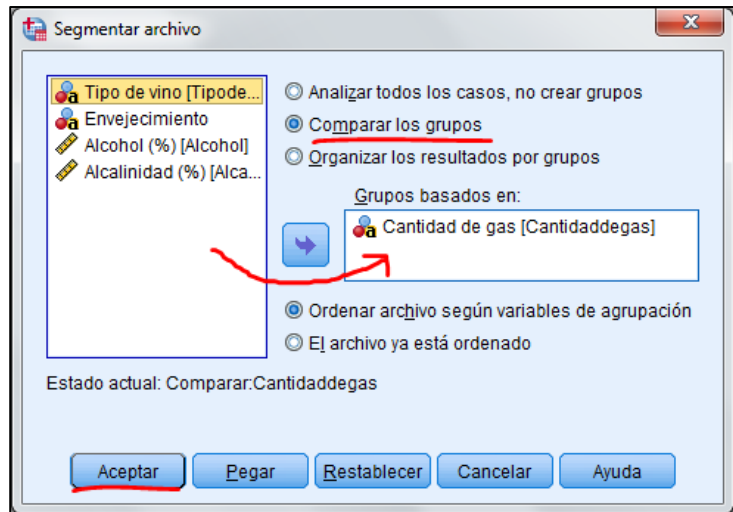 Segmentar archivo
Tipo de vino [Tipode...
Envejecimiento
Alcohol (%) [Alcohol]
Alcalinidad (%) [Alca...
Analizar todos los casos, no crear grupos
Comparar los grupos
Organizar los resultados por grupos
Grupos basados en:
Cantidad de gas [Cantidaddegas]
Ordenar archivo según variables de agrupación
El archivo ya está ordenado
Estado actual: Comparar:Cantidaddegas
Aceptar Pegar Restablecer Cancelar Ayuda